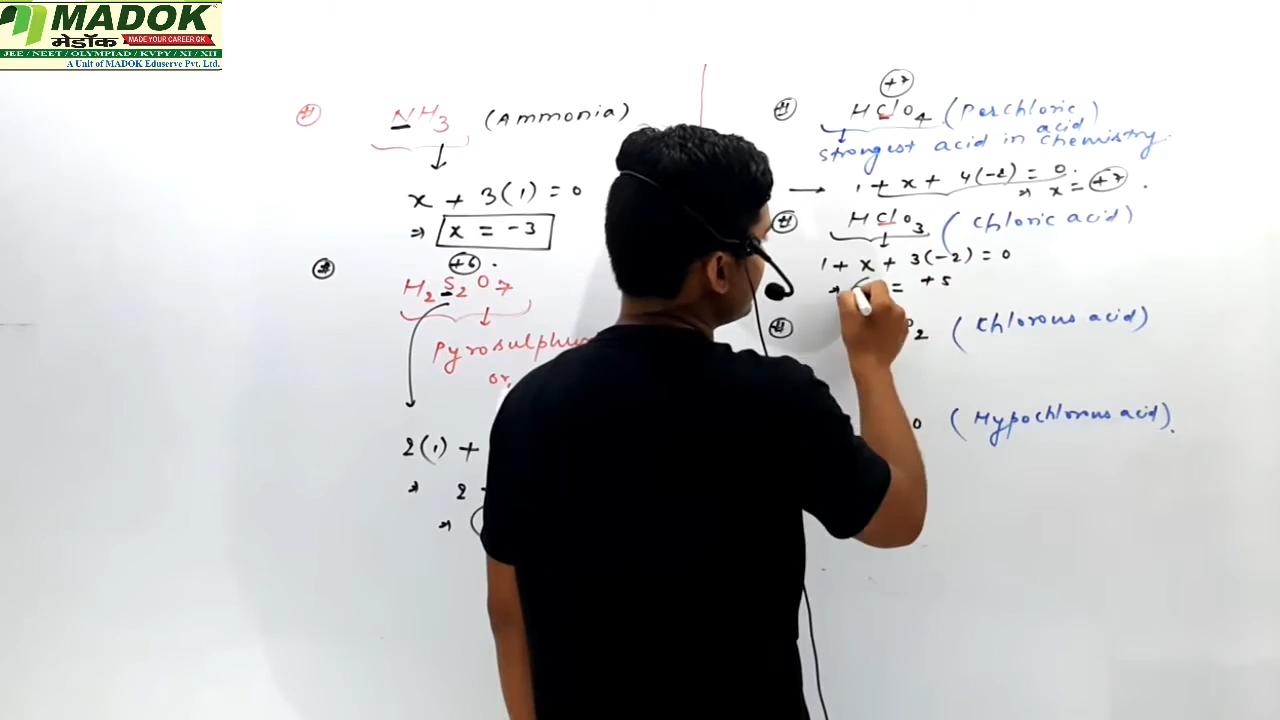 MADOK
मेडॉक MADE YOUR CAREER GK
JEE / NEET / OLYMPIAD / KVPY / XI / XII
A Unit of MADOK Eduserve Pvt. Ltd.
NH3 (Ammonia)
x + 3(1) = 0
⇒ x = -3
+6
H2S2O7
Pyrosulphu
or
2(1) +
⇒ 2
⇒
+7
HClO4 (Perchloric acid)
strongest acid in chemistry.
→ 1 + x + 4(-2) = 0
⇒ x = +7
HClO3 (Chloric acid)
1 + x + 3(-2) = 0
⇒ = +5
2 (Chlorous acid)
O (Hypochlorous acid)